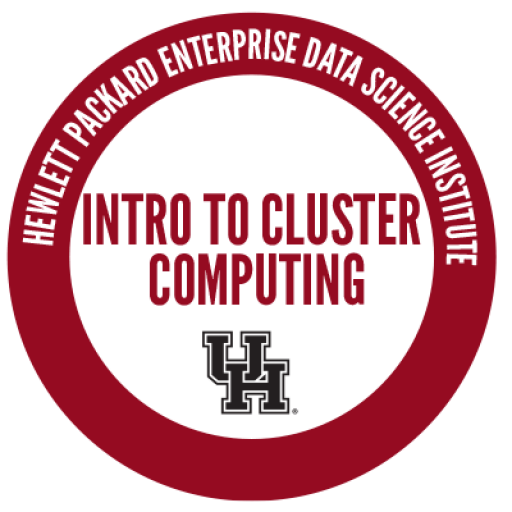 HEWLETT PACKARD ENTERPRISE DATA SCIENCE INSTITUTE
INTRO TO CLUSTER
COMPUTING
UH®